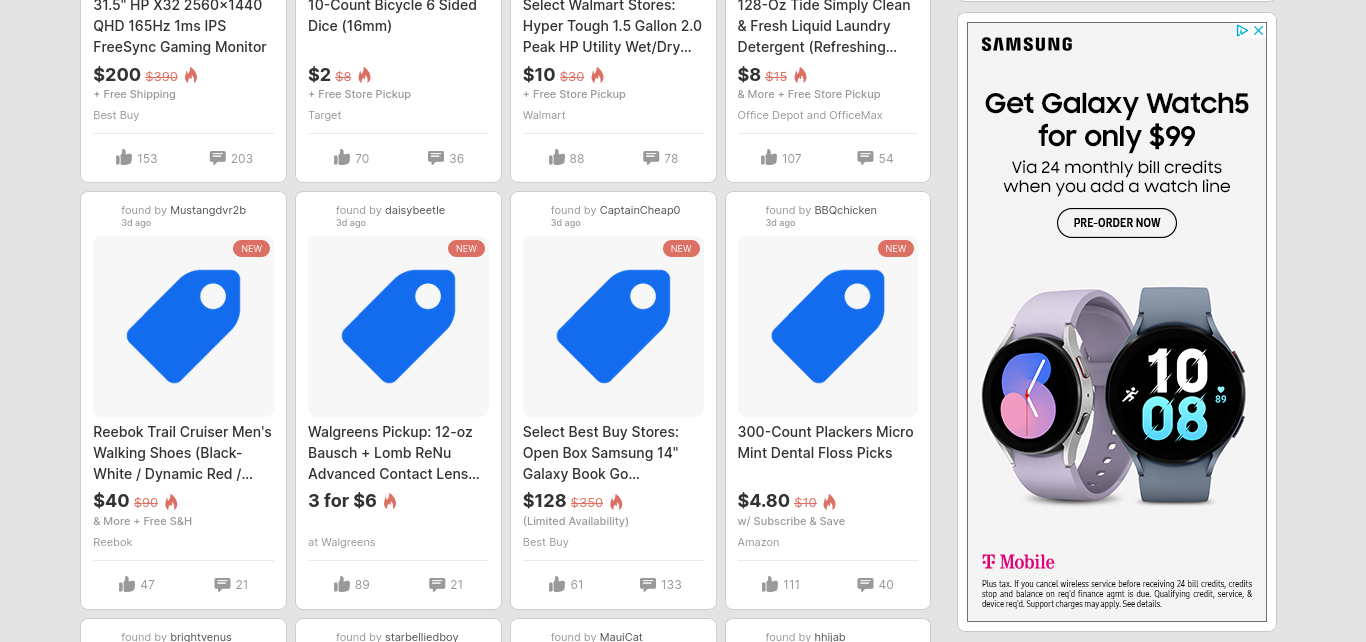 31.5" HP X32 2560x1440
QHD 165Hz 1ms IPS
FreeSync Gaming Monitor
$200 $390
+ Free Shipping
Best Buy
153 203
10-Count Bicycle 6 Sided
Dice (16mm)
$2 $8
+ Free Store Pickup
Target
70 36
Select Walmart Stores:
Hyper Tough 1.5 Gallon 2.0
Peak HP Utility Wet/Dry...
$10 $30
+ Free Store Pickup
Walmart
88 78
128-Oz Tide Simply Clean
& Fresh Liquid Laundry
Detergent (Refreshing...
$8 $15
& More + Free Store Pickup
Office Depot and OfficeMax
107 54
found by Mustangdvr2b
3d ago
NEW
Reebok Trail Cruiser Men's
Walking Shoes (Black-
White / Dynamic Red /...
$40 $90
& More + Free S&H
Reebok
47 21
found by daisybeetle
3d ago
NEW
Walgreens Pickup: 12-oz
Bausch + Lomb ReNu
Advanced Contact Lens...
3 for $6
at Walgreens
89 21
found by CaptainCheap0
3d ago
NEW
Select Best Buy Stores:
Open Box Samsung 14"
Galaxy Book Go...
$128 $350
(Limited Availability)
Best Buy
61 133
found by BBQchicken
3d ago
NEW
300-Count Plackers Micro
Mint Dental Floss Picks
$4.80 $10
w/ Subscribe & Save
Amazon
111 40
found by brightvenus
found by starbelliedboy
found by MauiCat
found by hhijab
SAMSUNG
Get Galaxy Watch5
for only $99
Via 24 monthly bill credits
when you add a watch line
PRE-ORDER NOW
10
08
89
T Mobile
Plus tax. If you cancel wireless service before receiving 24 bill credits, credits
stop and balance on req'd finance agmt is due. Qualifying credit, service, &
device req'd. Support charges may apply. See details.